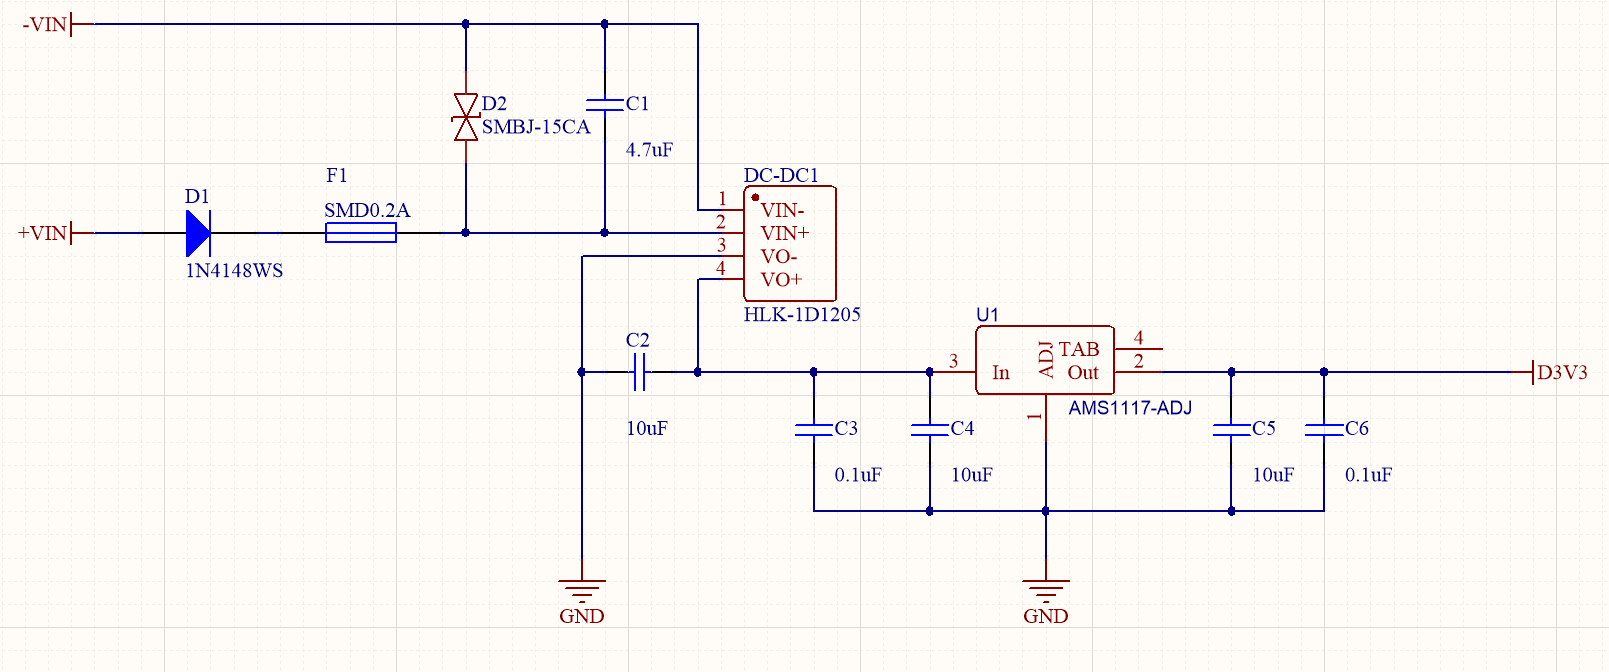 -VIN
D2
SMBJ-15CA
C1
4.7uF
DC-DC1
F1
SMD0.2A
D1
1N4148WS
+VIN
1
VIN-
2
VIN+
3
VO-
4
VO+
HLK-1D1205
C2
10uF
U1
3
In
ADJ
TAB
Out
4
2
1
AMS1117-ADJ
D3V3
C3
0.1uF
C4
10uF
C5
10uF
C6
0.1uF
GND
GND